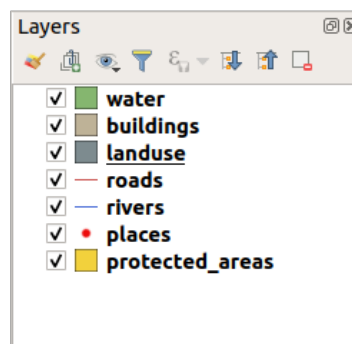 Layers
water
buildings
landuse
roads
rivers
places
protected_areas